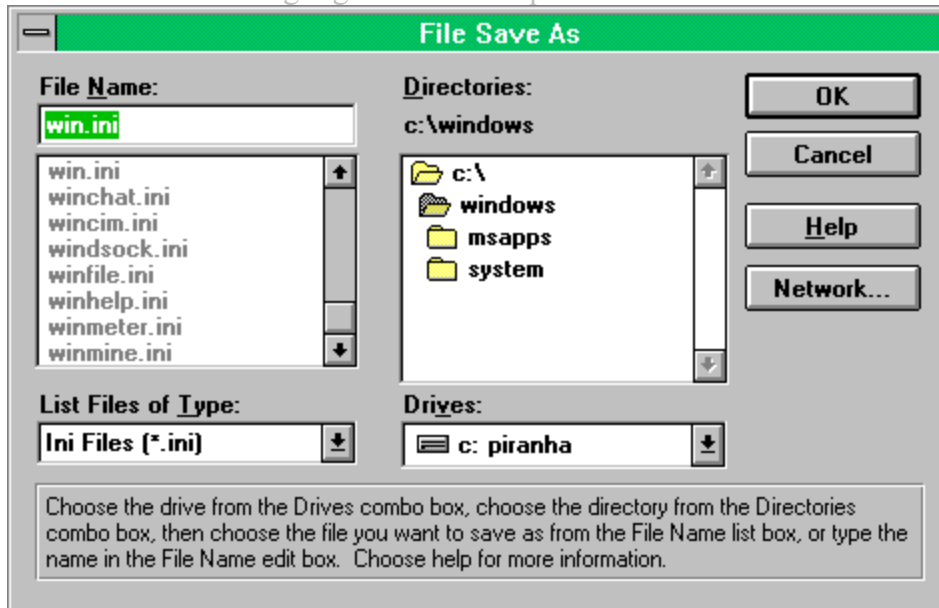 File Save As
File Name:
win.ini
win.ini
winchat.ini
wincim.ini
windsock.ini
winfile.ini
winhelp.ini
winmeter.ini
winmine.ini
List Files of Type:
Ini Files (*.ini)
Directories:
c:\windows
c:\
windows
msapps
system
Drives:
c: piranha
OK
Cancel
Help
Network...
Choose the drive from the Drives combo box, choose the directory from the Directories
combo box, then choose the file you want to save as from the File Name list box, or type the
name in the File Name edit box.  Choose help for more information.